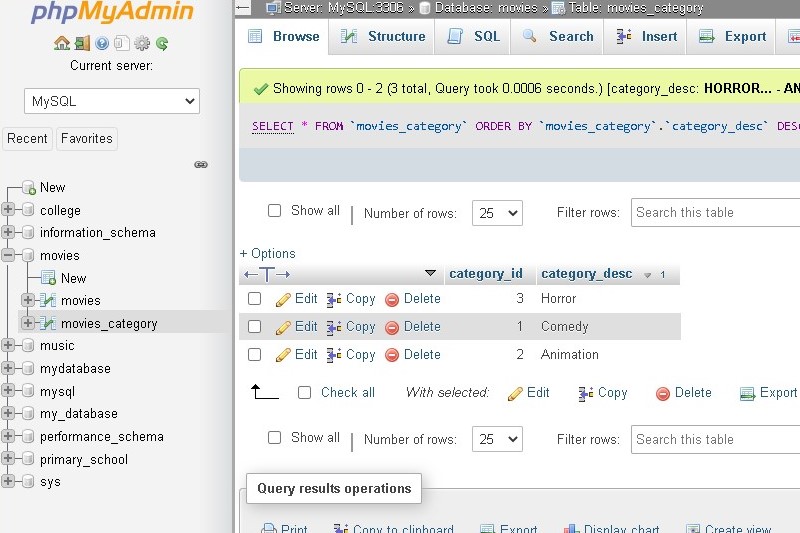 phpMyAdmin
Current server:
MySQL
Recent Favorites
New
college
information_schema
movies
New
movies
movies_category
music
mydatabase
mysql
my_database
performance_schema
primary_school
sys
Server: MySQL:3306 » Database: movies » Table: movies_category
Browse Structure SQL Search Insert Export
Showing rows 0 - 2 (3 total, Query took 0.0006 seconds.) [category_desc: HORROR... - AN
SELECT * FROM `movies_category` ORDER BY `movies_category`.`category_desc` DES
Show all | Number of rows: 25 Filter rows: Search this table
+ Options
category_id category_desc 1
Edit Copy Delete 3 Horror
Edit Copy Delete 1 Comedy
Edit Copy Delete 2 Animation
Check all With selected: Edit Copy Delete Export
Show all | Number of rows: 25 Filter rows: Search this table
Query results operations
Print Copy to clipboard Export Display chart Create view